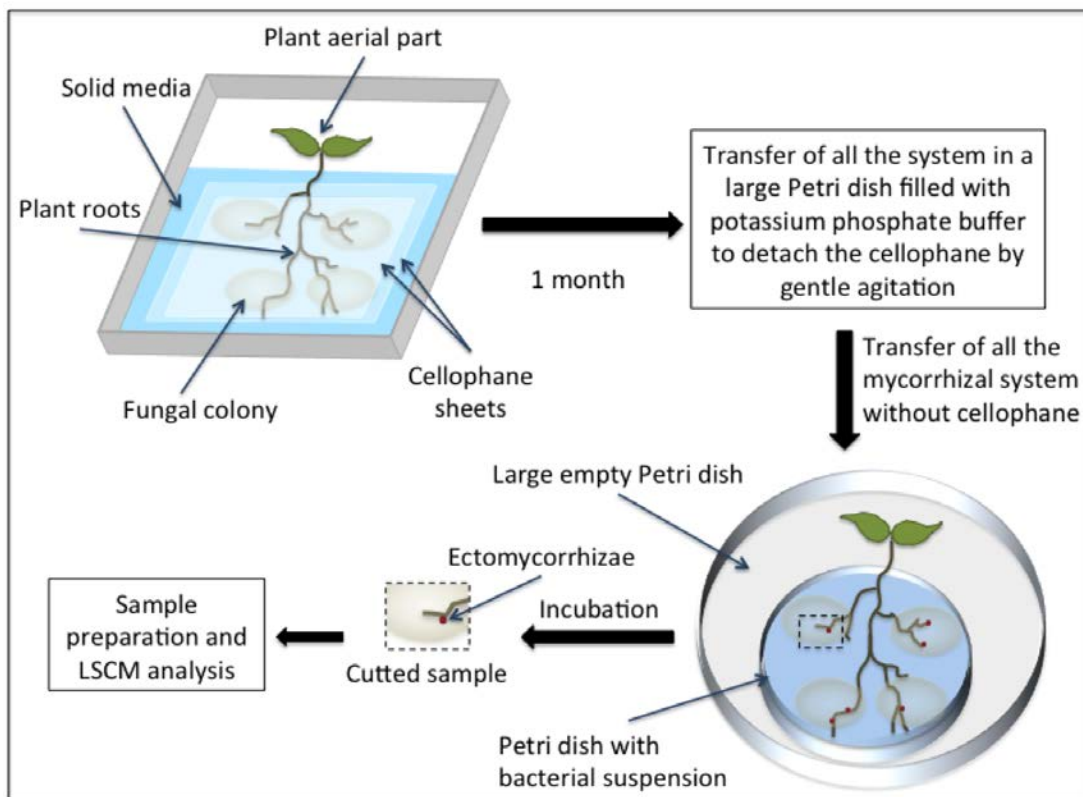 Plant aerial part
Solid media
Plant roots
Fungal colony
Cellophane
sheets
1 month
Transfer of all the system in a
large Petri dish filled with
potassium phosphate buffer
to detach the cellophane by
gentle agitation
Transfer of all the
mycorrhizal system
without cellophane
Large empty Petri dish
Petri dish with
bacterial suspension
Incubation
Ectomycorrhizae
Cutted sample
Sample
preparation and
LSCM analysis